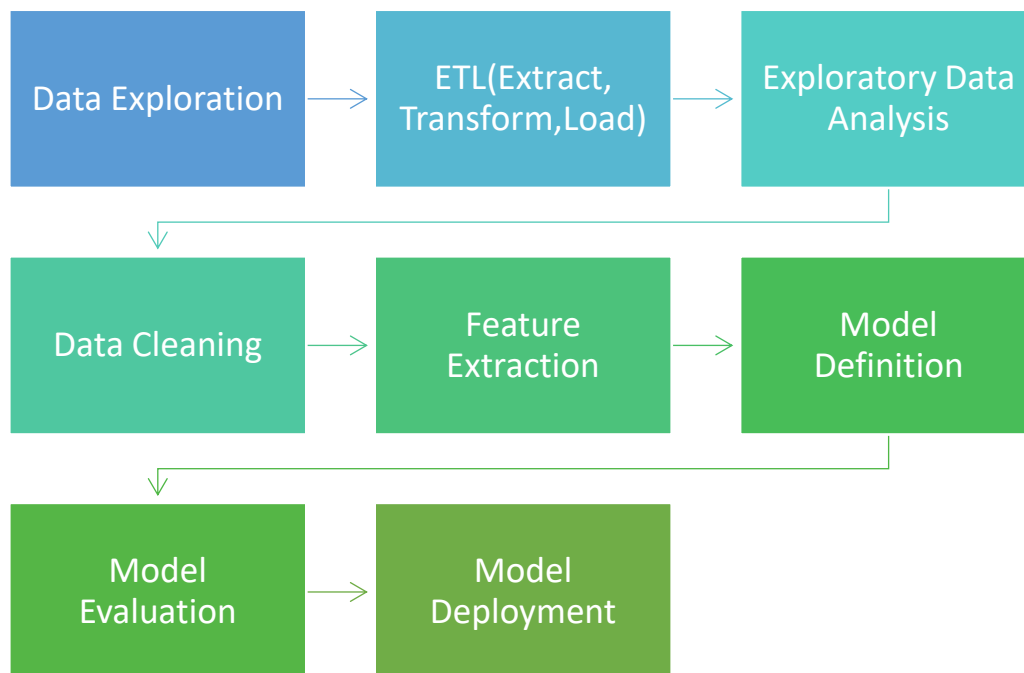 Data Exploration
ETL(Extract,
Transform,Load)
Exploratory Data
Analysis
Data Cleaning
Feature
Extraction
Model
Definition
Model
Evaluation
Model
Deployment